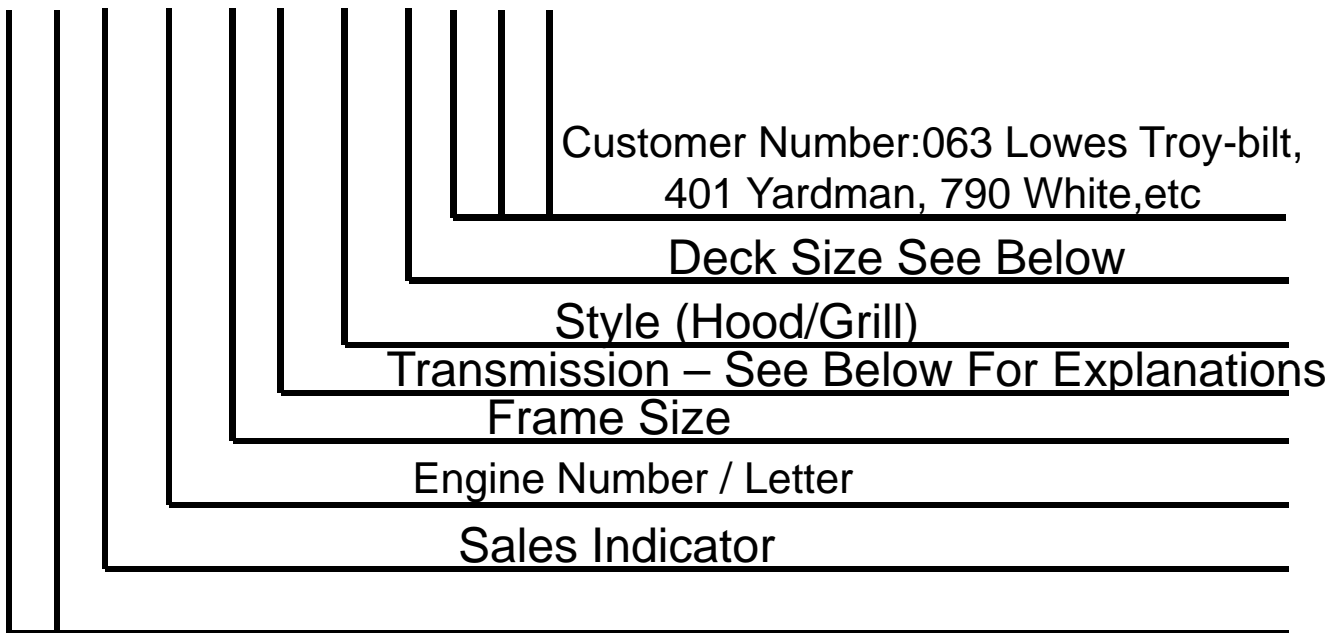 Customer Number:063 Lowes Troy-bilt,
401 Yardman, 790 White,etc
Deck Size See Below
Style (Hood/Grill)
Transmission – See Below For Explanations
Frame Size
Engine Number / Letter
Sales Indicator